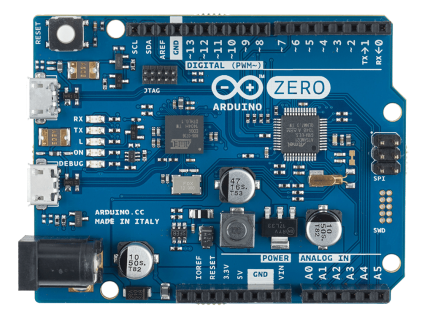 RESET
SCL
SDA
AREF
GND
~13
~12
~11
~10
~9
~8
~7
~6
~5
~4
~3
2
TX→1
RX←0
DIGITAL (PWM~)
JTAG
ARDUINO
ZERO
RX
TX
L
ON
DEBUG
SPI
47
16S.
ARDUINO.CC
MADE IN ITALY
SWD
10
50S.
T82
10
50S.
T82
POWER
ANALOG IN
IOREF
RESET
3.3V
5V
GND
VIN
A0
A1
A2
A3
A4
A5